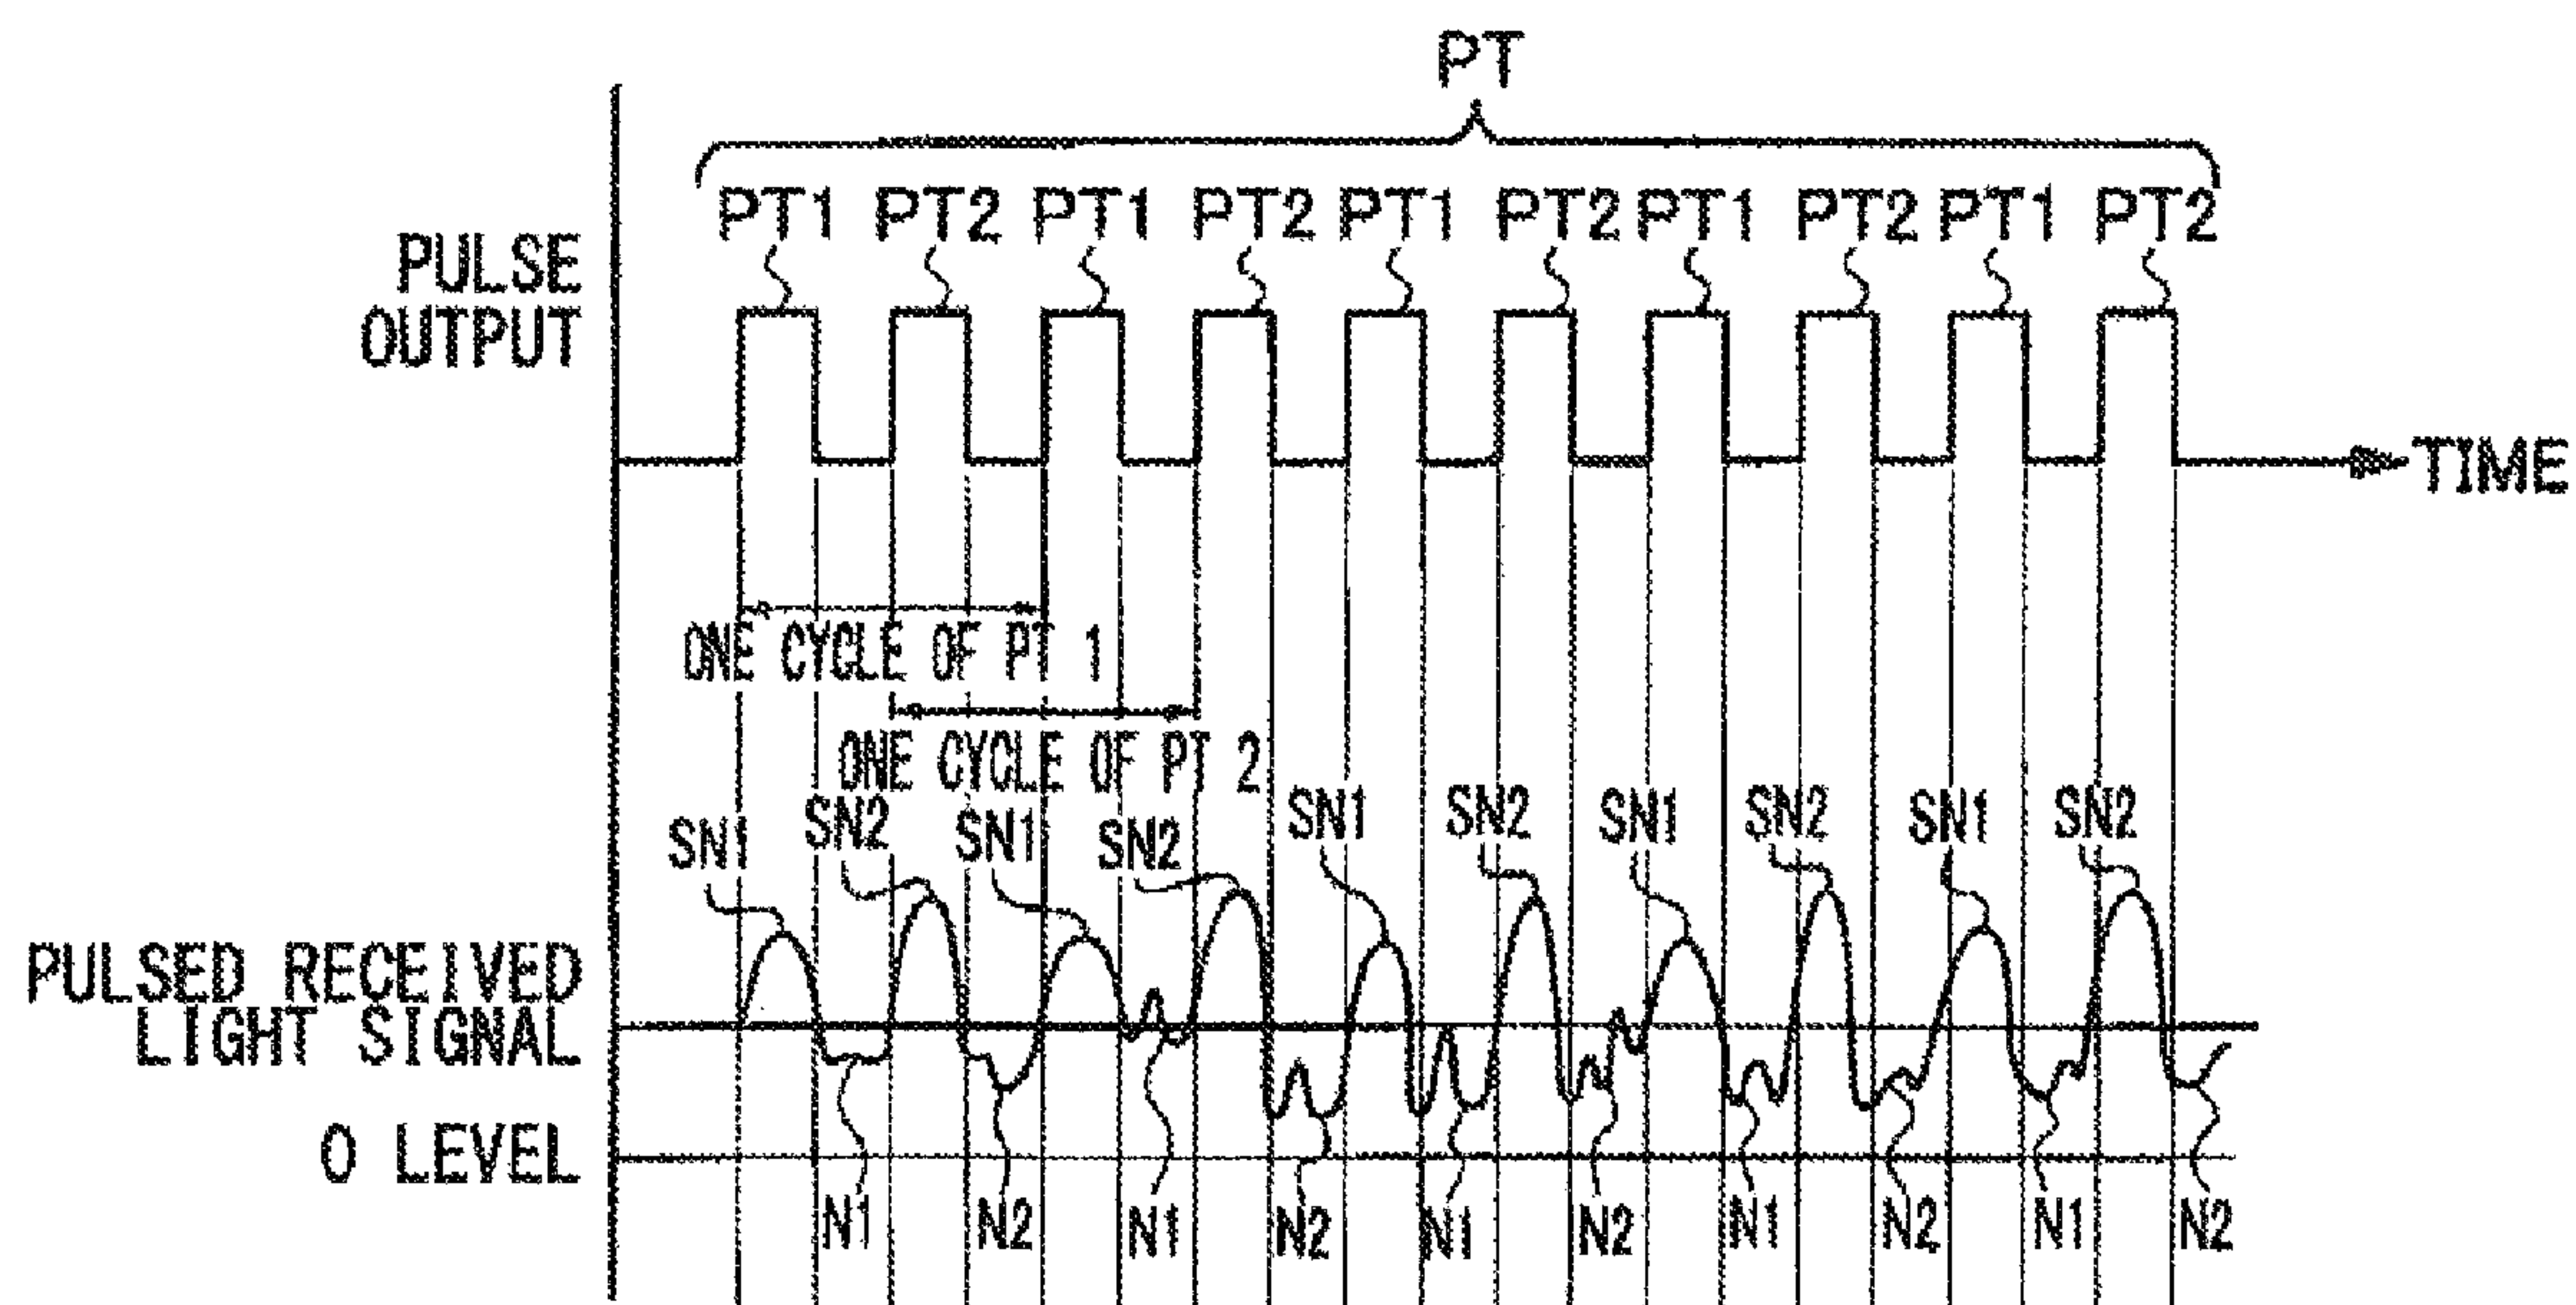 PT
PT1 PT2 PT1 PT2 PT1 PT2 PT1 PT2 PT1 PT2
PULSE
OUTPUT
TIME
ONE CYCLE OF PT 1
ONE CYCLE OF PT 2
SN1 SN2 SN1 SN2 SN1 SN2 SN1 SN2 SN1 SN2
PULSED RECEIVED
LIGHT SIGNAL
0 LEVEL
N1 N2 N1 N2 N1 N2 N1 N2 N1 N2